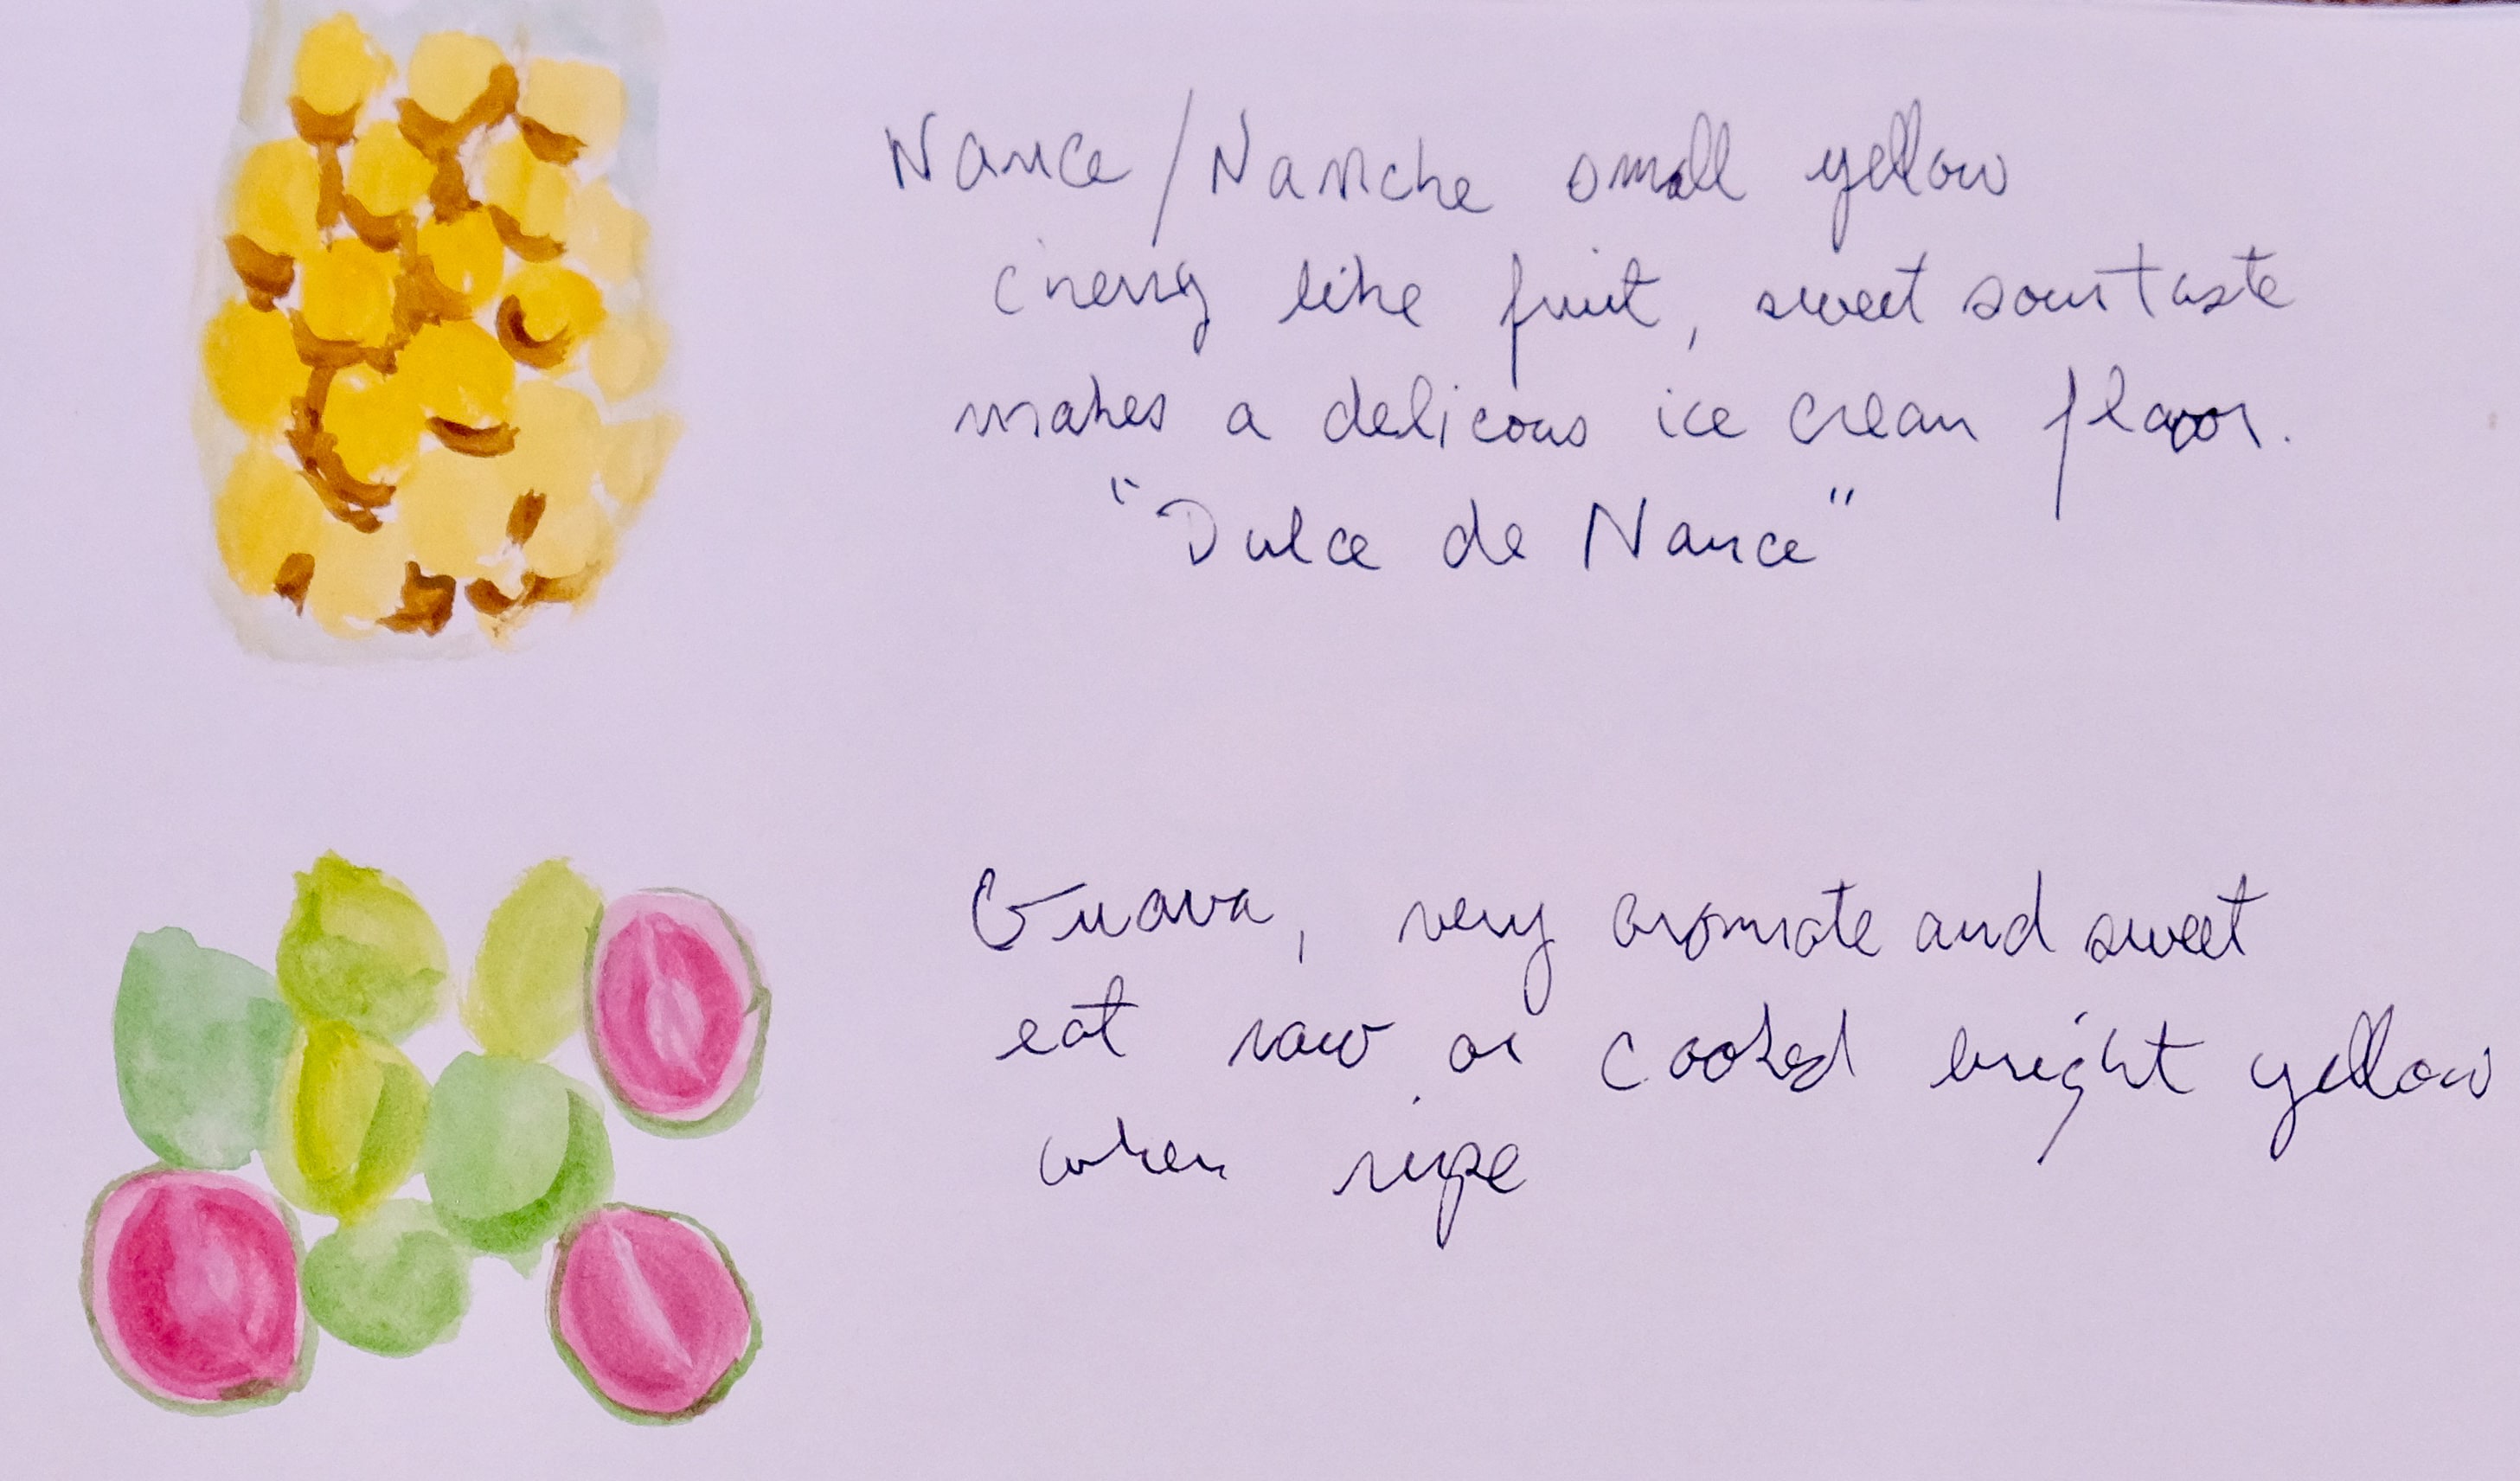 Nance / Nanche small yellow
cherry like fruit, sweet sour taste
makes a delicous ice cream flavor.
"Dulce de Nance"
Guava, very aromate and sweet
eat raw or cooked bright yellow
when ripe